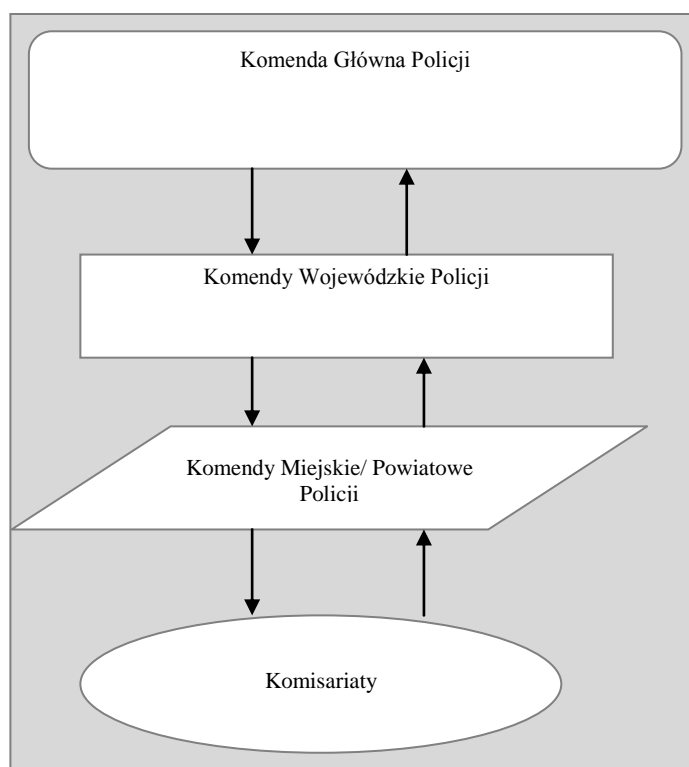 Komenda Główna Policji
Komendy Wojewódzkie Policji
Komendy Miejskie/ Powiatowe
Policji
Komisariaty